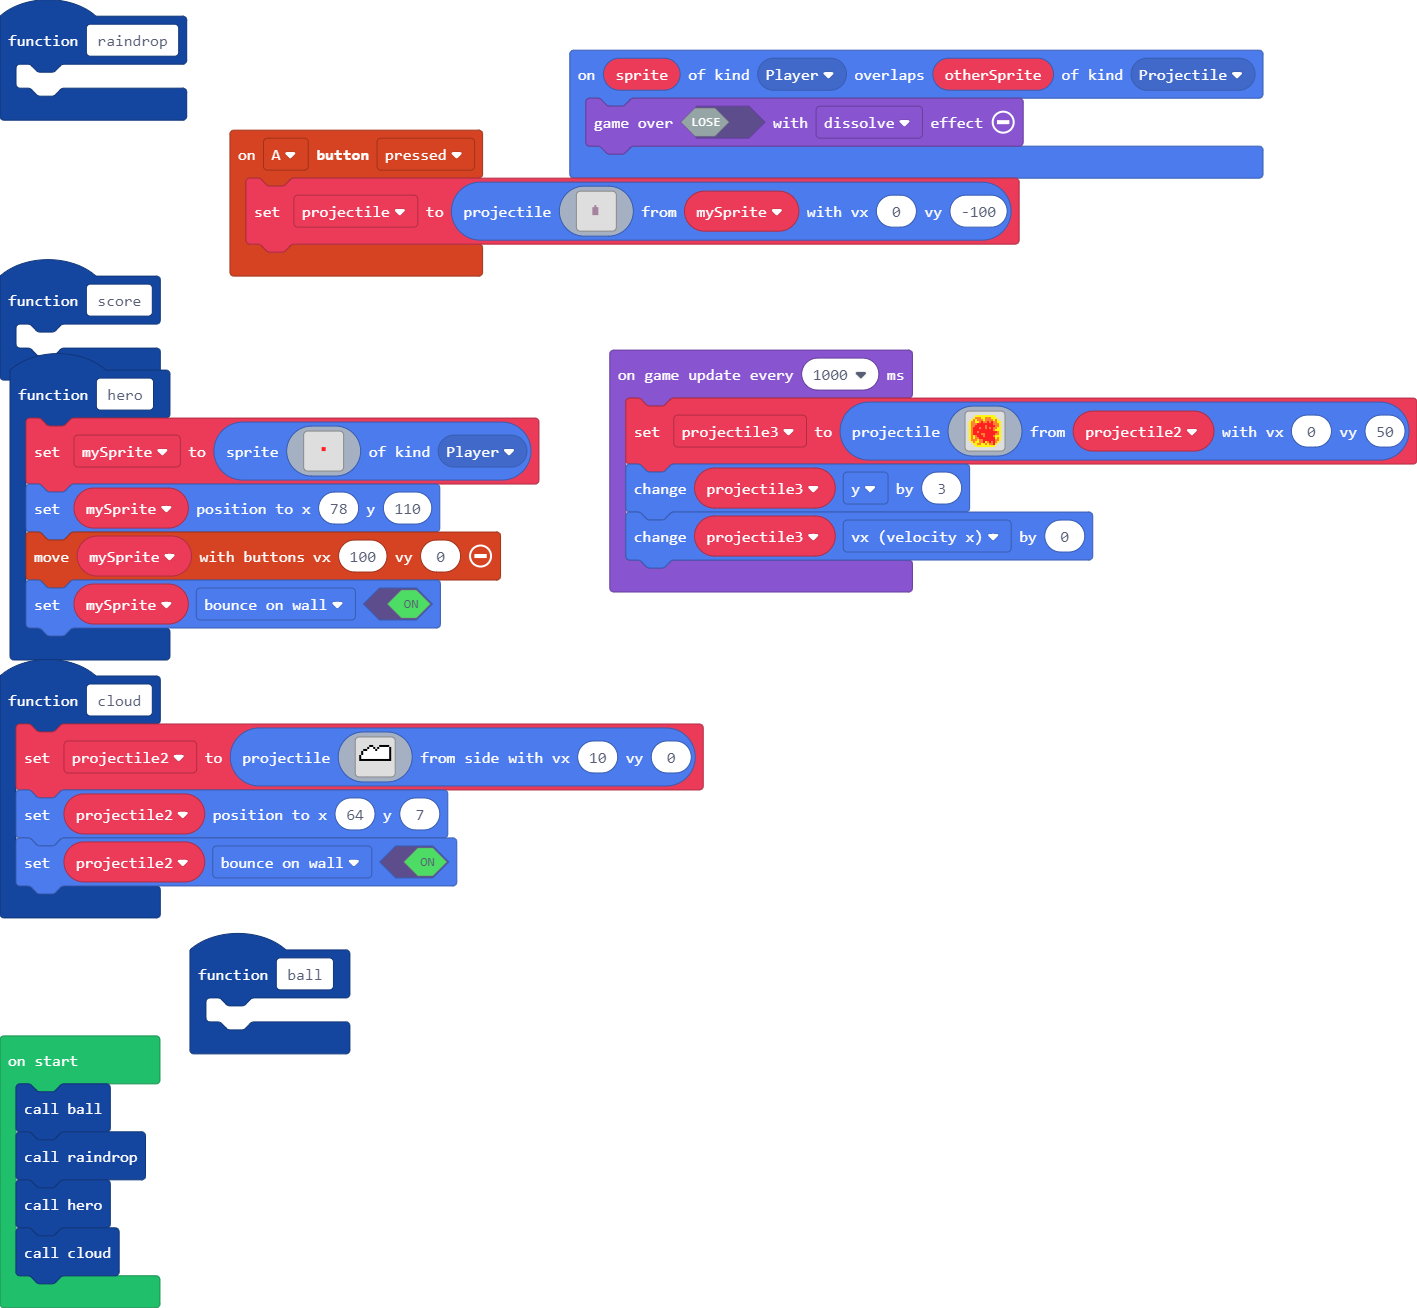 function raindrop
on sprite of kind Player overlaps otherSprite of kind Projectile
game over LOSE with dissolve effect
on A button pressed
set projectile to projectile from mySprite with vx 0 vy -100
function score
function hero
set mySprite to sprite of kind Player
set mySprite position to x 78 y 110
move mySprite with buttons vx 100 vy 0
set mySprite bounce on wall ON
on game update every 1000 ms
set projectile3 to projectile from projectile2 with vx 0 vy 50
change projectile3 y by 3
change projectile3 vx (velocity x) by 0
function cloud
set projectile2 to projectile from side with vx 10 vy 0
set projectile2 position to x 64 y 7
set projectile2 bounce on wall ON
function ball
on start
call ball
call raindrop
call hero
call cloud